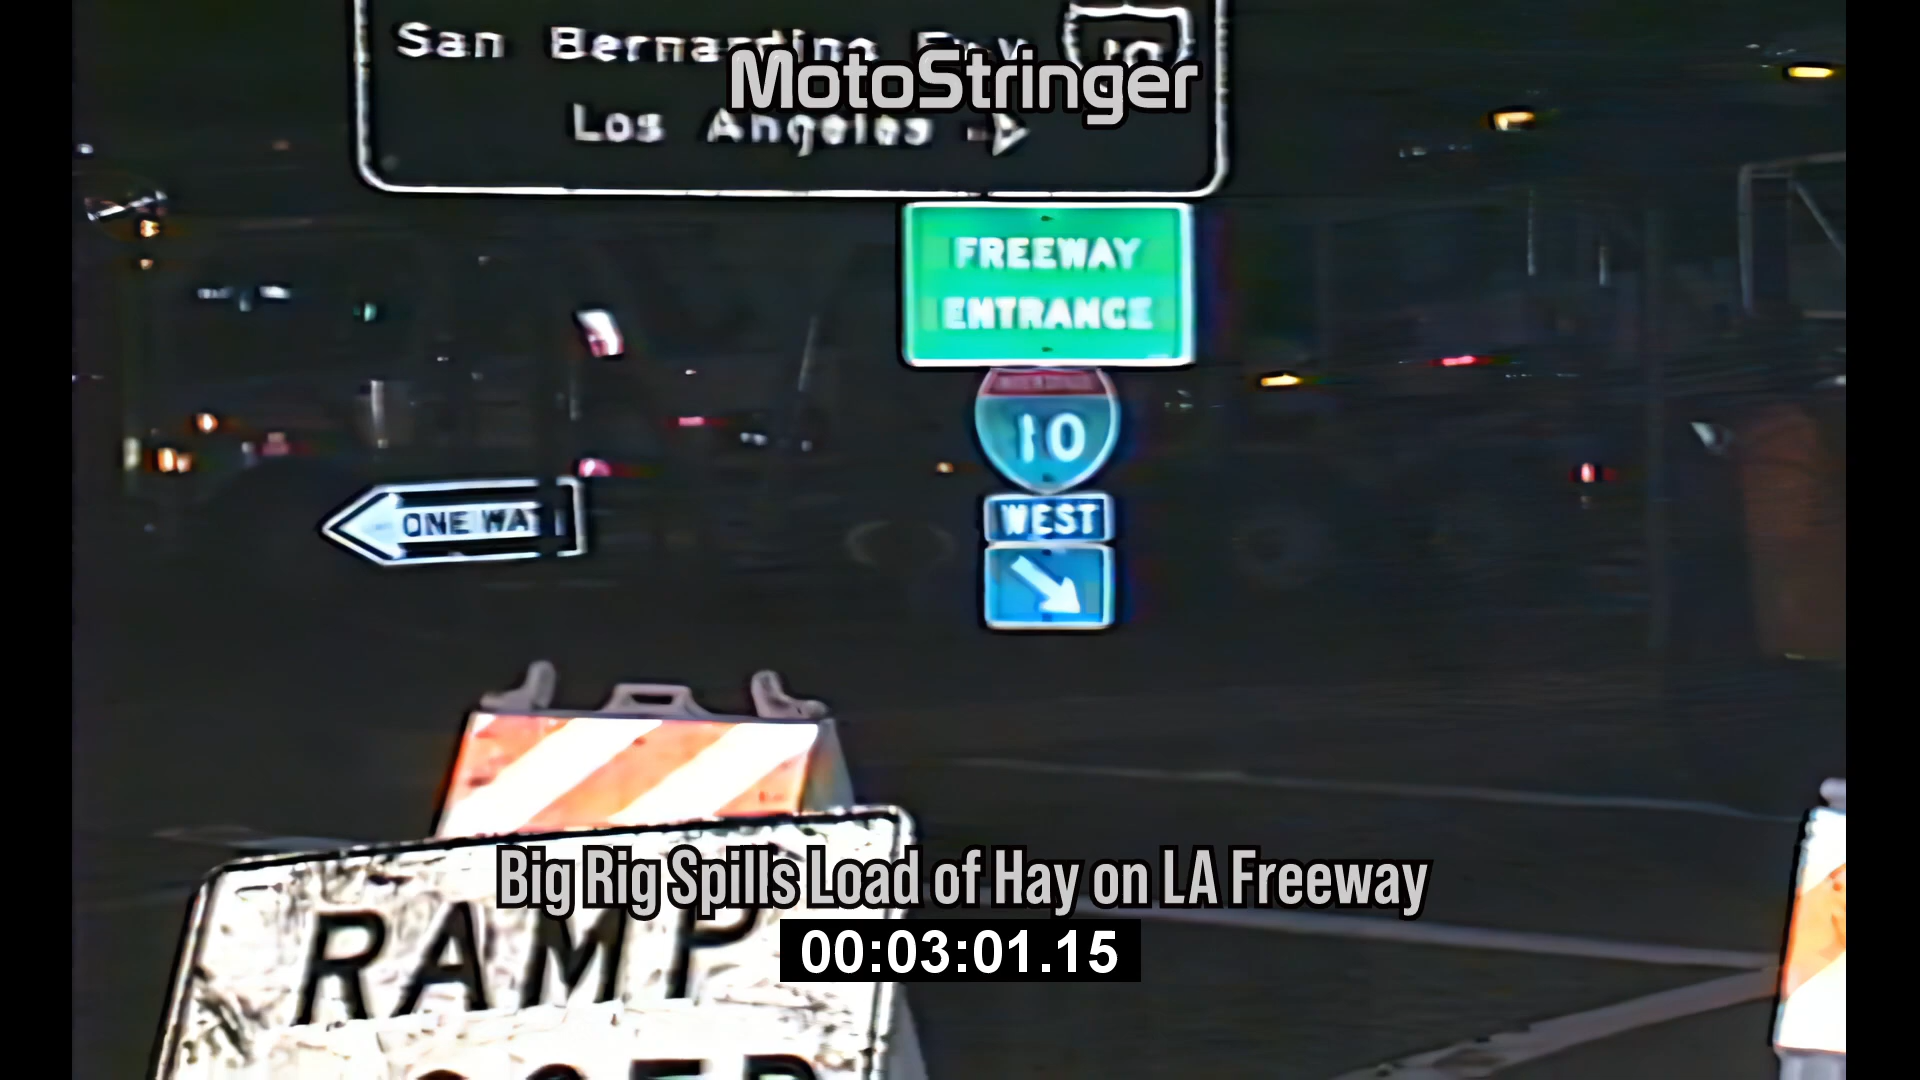 San Bernardino Fwy 10
MotoStringer
Los Angeles
FREEWAY
ENTRANCE
10
WEST
ONE WAY
Big Rig Spills Load of Hay on LA Freeway
RAMP
00:03:01.15